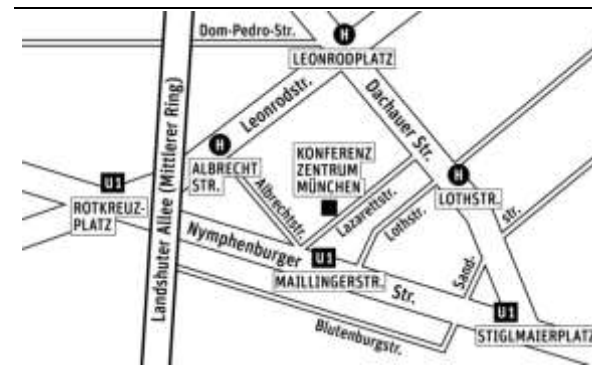 Dom-Pedro-Str.
H
LEONRODPLATZ
Landshuter Allee (Mittlerer Ring)
Leonrodstr.
Dachauer Str.
H
ALBRECHT
STR.
KONFERENZ
ZENTRUM
MÜNCHEN
H
LOTHSTR.
U1
ROTKREUZ-
PLATZ
Albrechtstr.
Lazarettstr.
Lothstr.
Sand-
str.
Nymphenburger
Str.
U1
MAILLINGERSTR.
U1
STIGLMAIERPLATZ
Blutenburgstr.